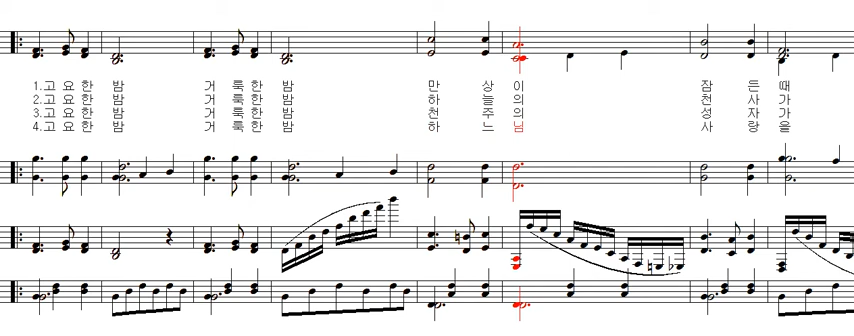 1.고 요 한 밤 거 룩 한 밤 만 상 이 잠 든 때
2.고 요 한 밤 거 룩 한 밤 하 늘 의 천 사 가
3.고 요 한 밤 거 룩 한 밤 천 주 의 성 자 가
4.고 요 한 밤 거 룩 한 밤 하 느 님 사 랑 을